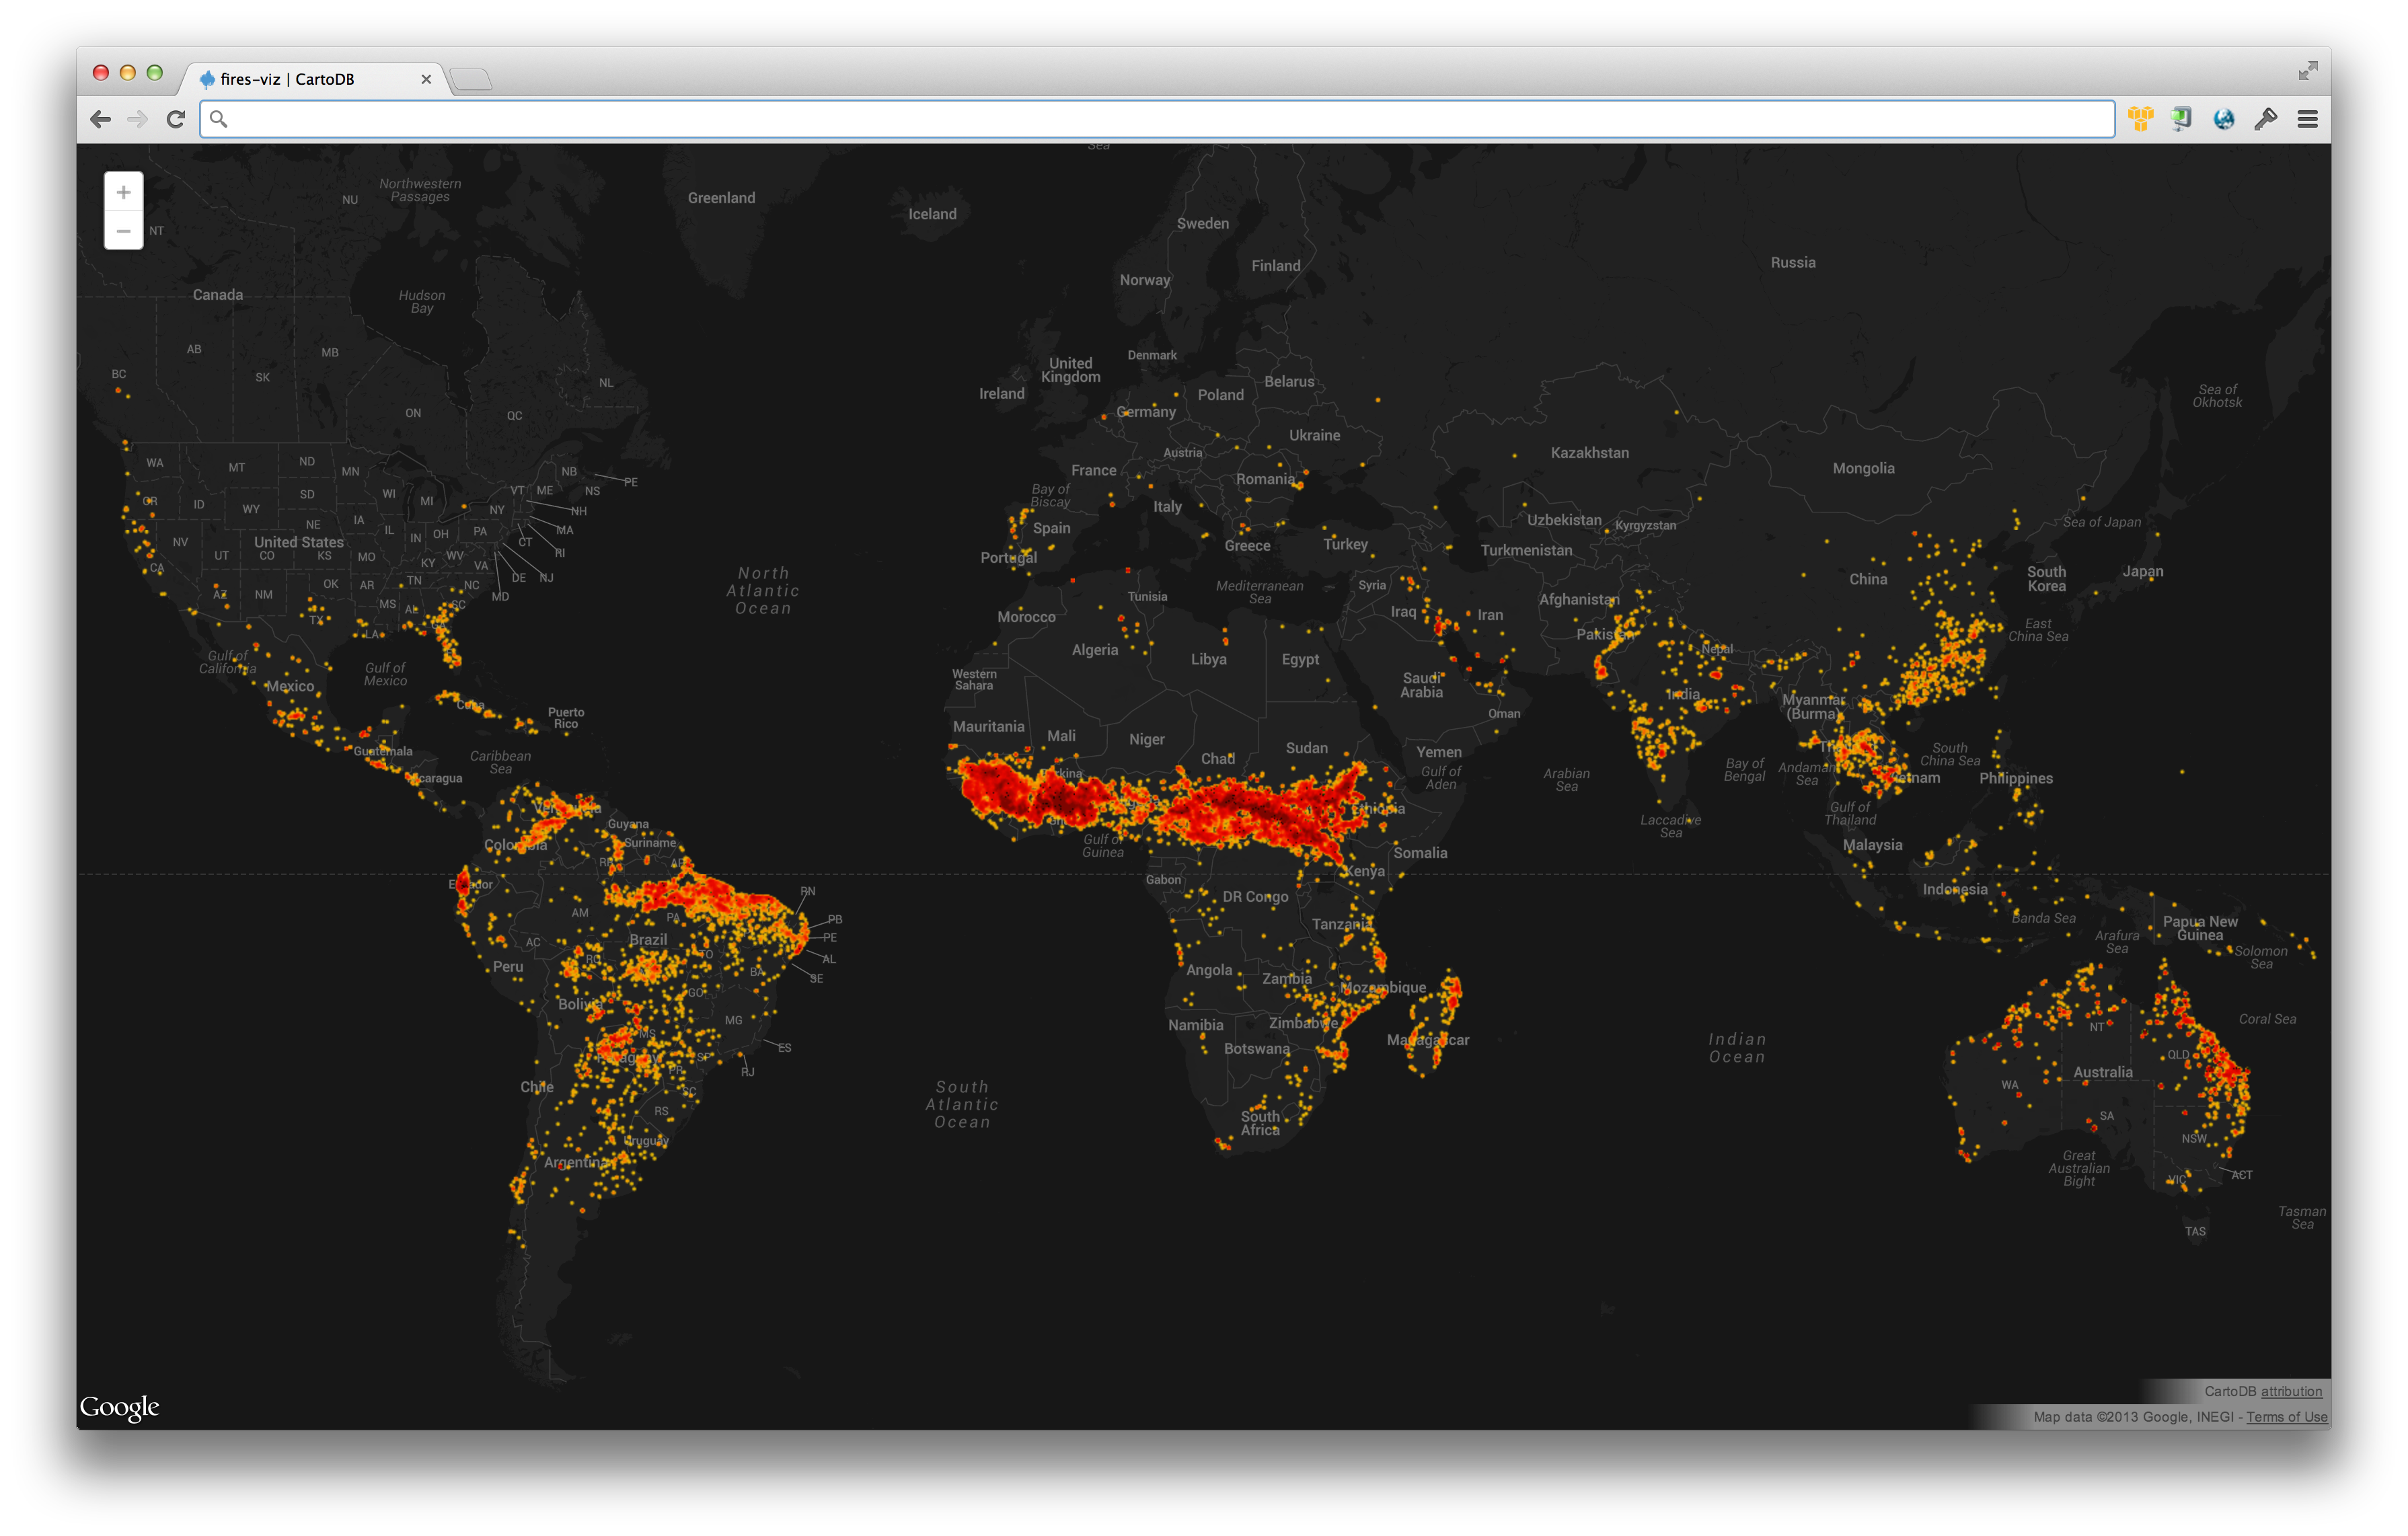 fires-viz | CartoDB
Sea
Greenland
Iceland
Northwestern
Passages
NU
NT
Sweden
Finland
Norway
Russia
Canada
Hudson
Bay
AB
MB
BC
SK
NL
ON
QC
Denmark
United
Kingdom
Ireland
Belarus
Poland
Germany
Ukraine
Sea of
Okhotsk
WA
MT
ND
MN
NB
PE
Austria
France
Kazakhstan
Mongolia
OR
ID
WY
SD
WI
MI
VT
ME
NS
NY
NH
Bay of
Biscay
Romania
Italy
Spain
Portugal
NE
IA
IL
IN
OH
PA
MA
CT
RI
NV
UT
United States
CO
KS
MO
KY
WV
VA
DE
NJ
MD
CA
AZ
NM
OK
AR
TN
NC
MS
AL
SC
GA
TX
LA
North
Atlantic
Ocean
Greece
Turkey
Uzbekistan
Kyrgyzstan
Turkmenistan
Sea of Japan
China
South
Korea
Japan
Tunisia
Mediterranean
Sea
Syria
Morocco
Iraq
Iran
Afghanistan
Pakistan
East
China Sea
Gulf of
California
Gulf of
Mexico
Mexico
Algeria
Libya
Egypt
Nepal
Western
Sahara
Saudi
Arabia
India
Myanmar
(Burma)
Oman
Cuba
Puerto
Rico
Mauritania
Mali
Niger
Chad
Sudan
Yemen
Guatemala
Caribbean
Sea
Nicaragua
Burkina
Gulf of
Aden
Arabian
Sea
Bay of
Bengal
Andaman
Sea
South
China Sea
Vietnam
Philippines
Gulf of
Thailand
Laccadive
Sea
Venezuela
Guyana
Suriname
Colombia
RR
AP
Ethiopia
Gulf of
Guinea
Somalia
Malaysia
Ecuador
Gabon
Kenya
DR Congo
Indonesia
RN
AM
PA
PB
PE
Tanzania
Banda Sea
Papua New
Guinea
Arafura
Sea
Solomon
Sea
AC
Brazil
RO
TO
AL
Peru
BA
SE
Angola
Zambia
Mozambique
Bolivia
GO
MG
MS
Namibia
Zimbabwe
Botswana
Madagascar
Indian
Ocean
NT
Coral Sea
ES
SP
Paraguay
RJ
PR
QLD
Australia
WA
Chile
SC
South
Atlantic
Ocean
RS
South
Africa
SA
NSW
Uruguay
Argentina
Great
Australian
Bight
ACT
VIC
Tasman
Sea
TAS
Google
CartoDB attribution
Map data ©2013 Google, INEGI - Terms of Use